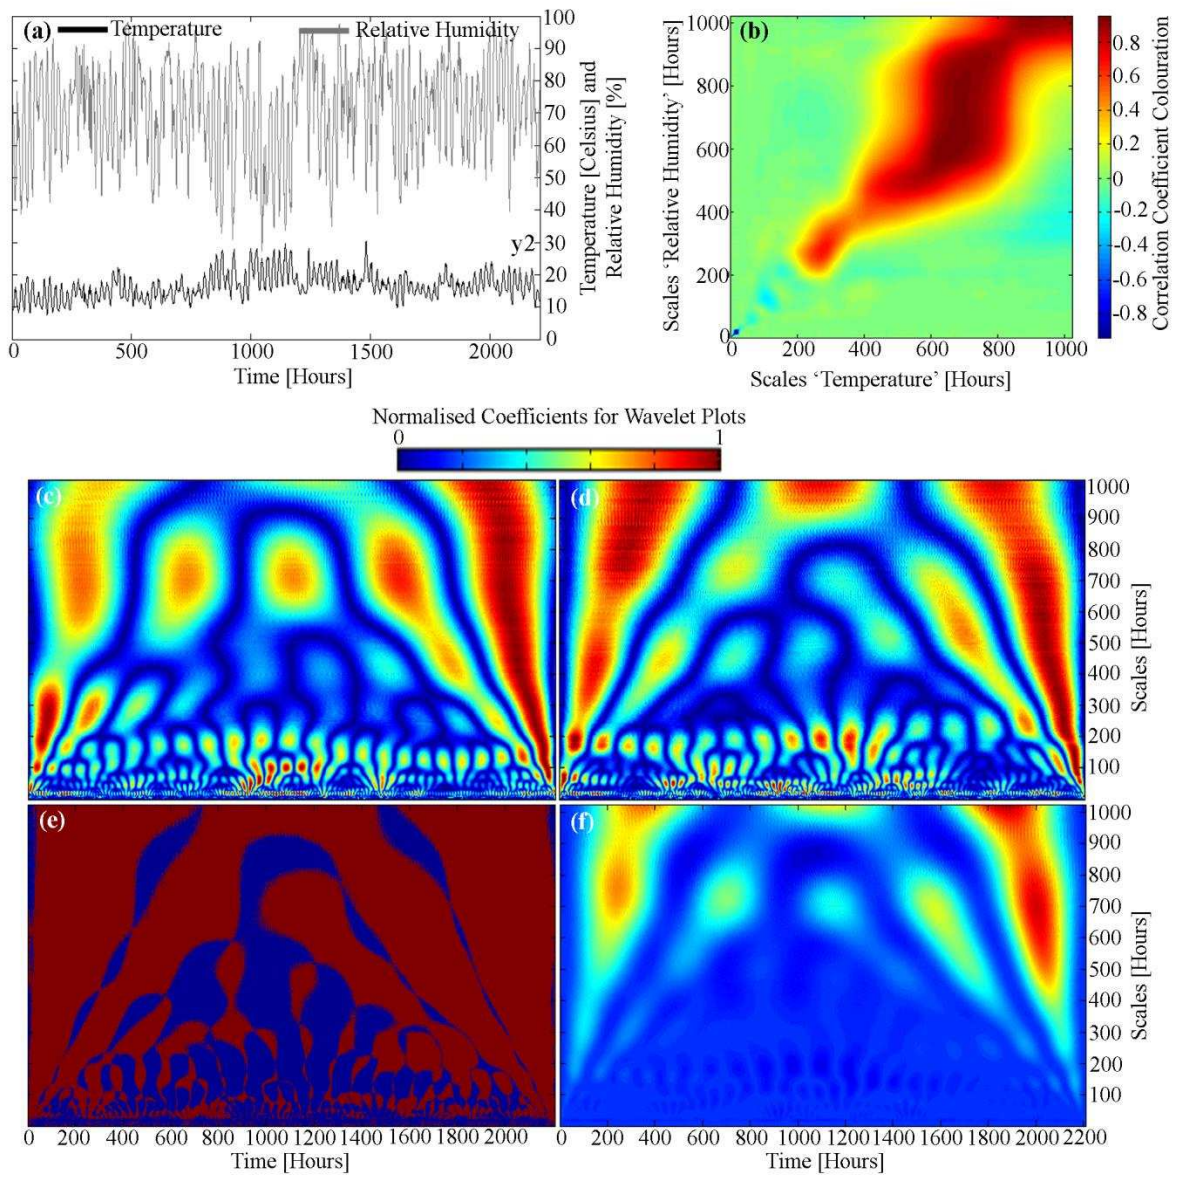 (a) Temperature Relative Humidity
100
90
80
70
60
50
40
30
20
10
0
y2
Temperature [Celsius] and
Relative Humidity [%]
0 500 1000 1500 2000
Time [Hours]
(b)
1000
800
600
400
200
0
Scales ‘Relative Humidity’ [Hours]
0 200 400 600 800 1000
Scales ‘Temperature’ [Hours]
0.8
0.6
0.4
0.2
0
-0.2
-0.4
-0.6
-0.8
Correlation Coefficient Colouration
Normalised Coefficients for Wavelet Plots
0 1
(c)
(d)
1000
900
800
700
600
500
400
300
200
100
Scales [Hours]
(e)
0 200 400 600 800 1000 1200 1400 1600 1800 2000
Time [Hours]
(f)
1000
900
800
700
600
500
400
300
200
100
Scales [Hours]
0 200 400 600 800 1000 1200 1400 1600 1800 2000 2200
Time [Hours]